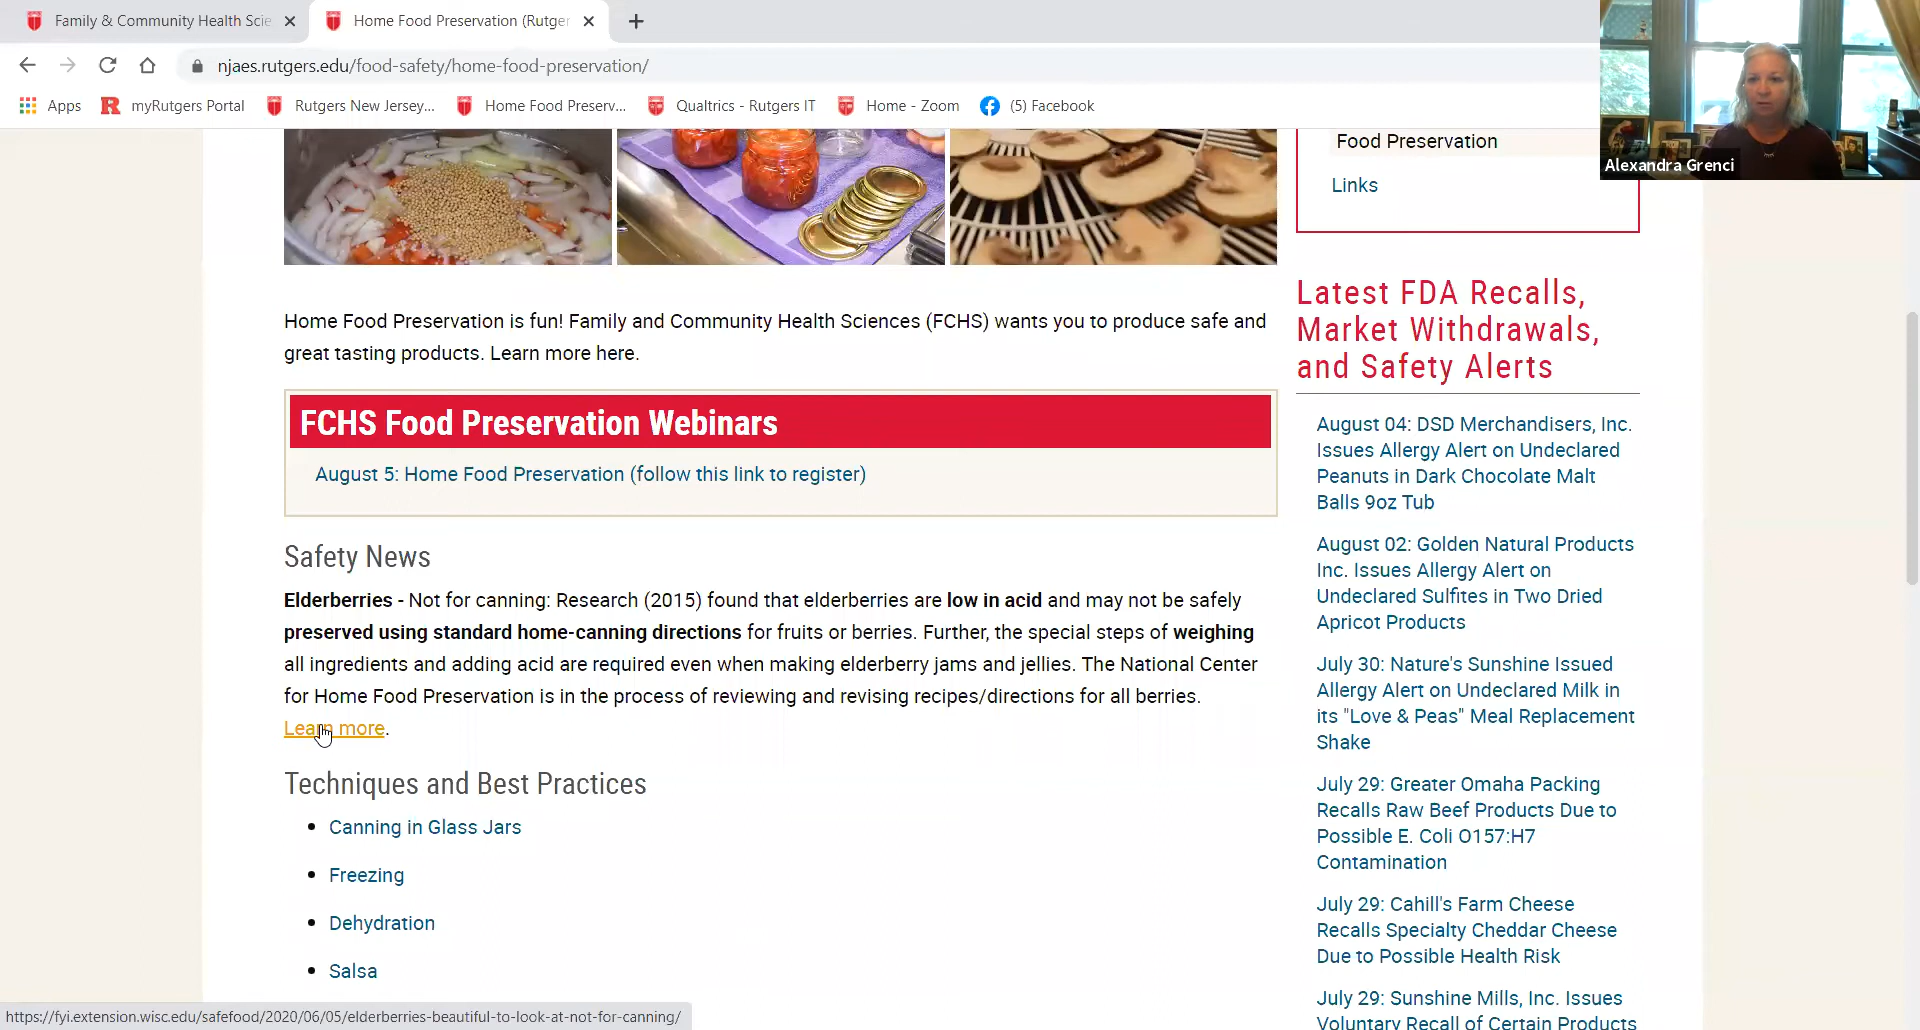 Family & Community Health Scie
Home Food Preservation (Rutger
njaes.rutgers.edu/food-safety/home-food-preservation/
Apps
myRutgers Portal
Rutgers New Jersey...
Home Food Preserv...
Qualtrics - Rutgers IT
Home - Zoom
(5) Facebook
Alexandra Grenci
Food Preservation
Links
Home Food Preservation is fun! Family and Community Health Sciences (FCHS) wants you to produce safe and
great tasting products. Learn more here.
FCHS Food Preservation Webinars
August 5: Home Food Preservation (follow this link to register)
Safety News
Elderberries - Not for canning: Research (2015) found that elderberries are low in acid and may not be safely
preserved using standard home-canning directions for fruits or berries. Further, the special steps of weighing
all ingredients and adding acid are required even when making elderberry jams and jellies. The National Center
for Home Food Preservation is in the process of reviewing and revising recipes/directions for all berries.
Learn more.
Techniques and Best Practices
• Canning in Glass Jars
• Freezing
• Dehydration
• Salsa
Latest FDA Recalls,
Market Withdrawals,
and Safety Alerts
August 04: DSD Merchandisers, Inc.
Issues Allergy Alert on Undeclared
Peanuts in Dark Chocolate Malt
Balls 9oz Tub
August 02: Golden Natural Products
Inc. Issues Allergy Alert on
Undeclared Sulfites in Two Dried
Apricot Products
July 30: Nature's Sunshine Issued
Allergy Alert on Undeclared Milk in
its "Love & Peas" Meal Replacement
Shake
July 29: Greater Omaha Packing
Recalls Raw Beef Products Due to
Possible E. Coli O157:H7
Contamination
July 29: Cahill's Farm Cheese
Recalls Specialty Cheddar Cheese
Due to Possible Health Risk
July 29: Sunshine Mills, Inc. Issues
Voluntary Recall of Certain Products
https://fyi.extension.wisc.edu/safefood/2020/06/05/elderberries-beautiful-to-look-at-not-for-canning/